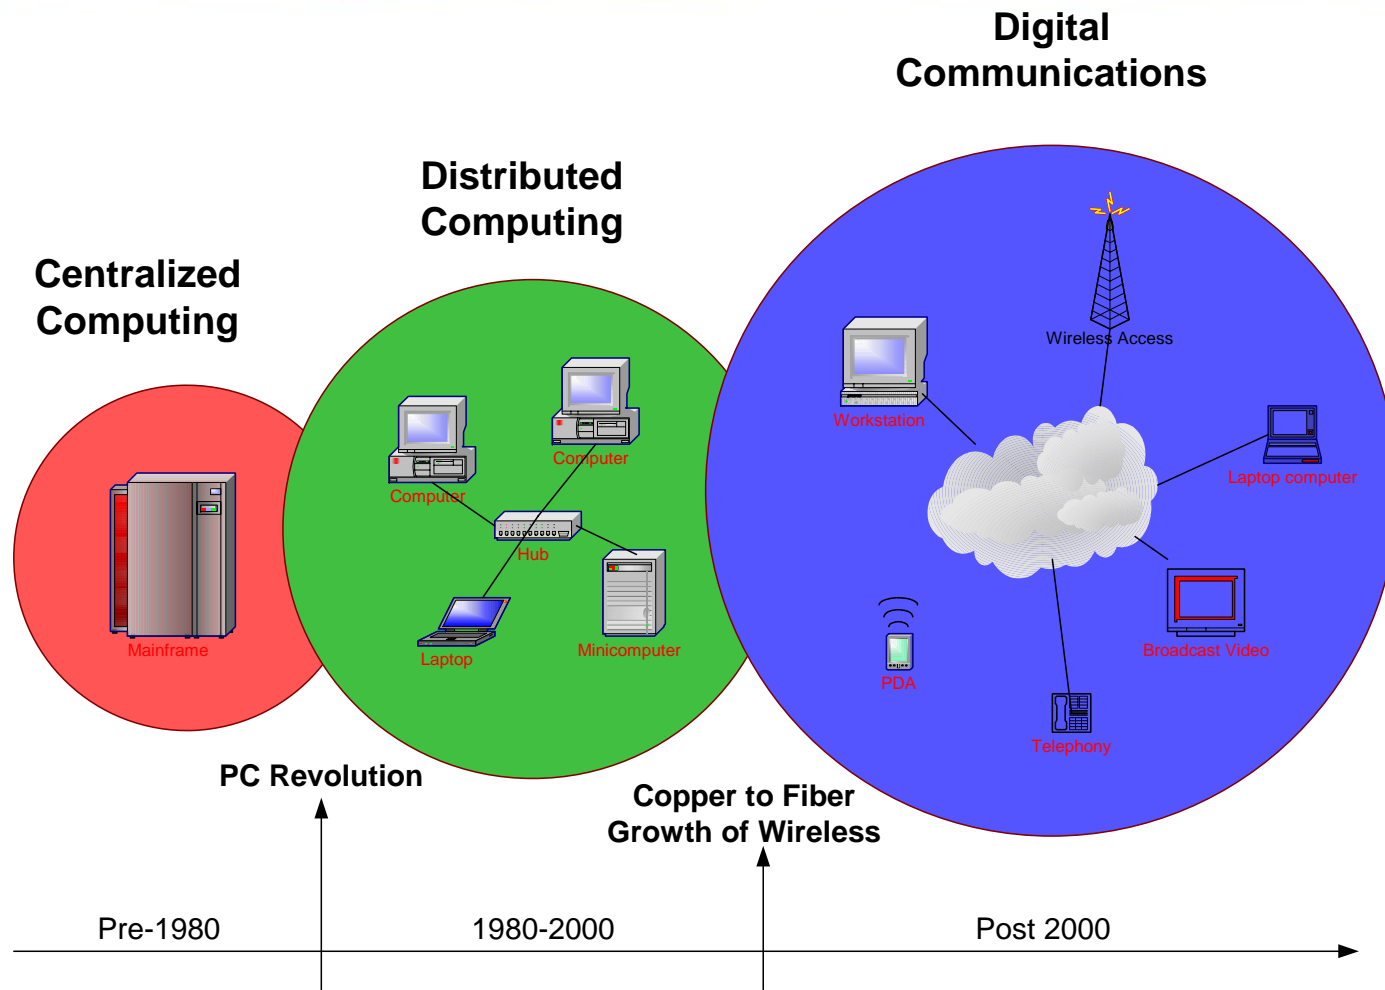 Digital
Communications
Distributed
Computing
Centralized
Computing
Wireless Access
Workstation
Computer
Laptop computer
Computer
Hub
Mainframe
Laptop
Minicomputer
Broadcast Video
PDA
Telephony
PC Revolution
Copper to Fiber
Growth of Wireless
Pre-1980
1980-2000
Post 2000